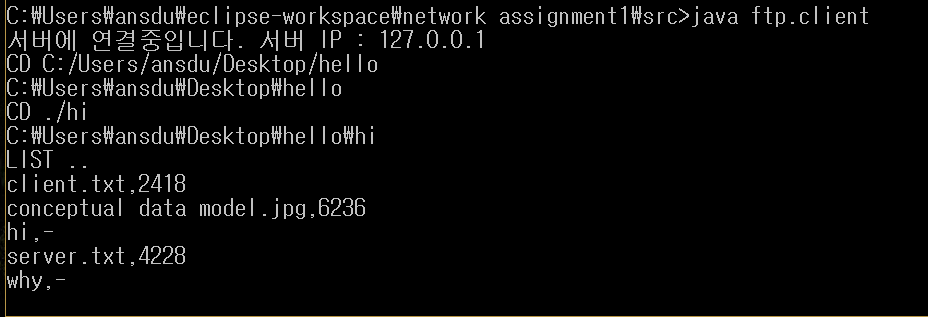 C:₩Users₩ansdu₩eclipse-workspace₩network assignment1₩src>java ftp.client
서버에 연결중입니다. 서버 IP : 127.0.0.1
CD C:/Users/ansdu/Desktop/hello
C:₩Users₩ansdu₩Desktop₩hello
CD ./hi
C:₩Users₩ansdu₩Desktop₩hello₩hi
LIST ..
client.txt,2418
conceptual data model.jpg,6236
hi,-
server.txt,4228
why,-